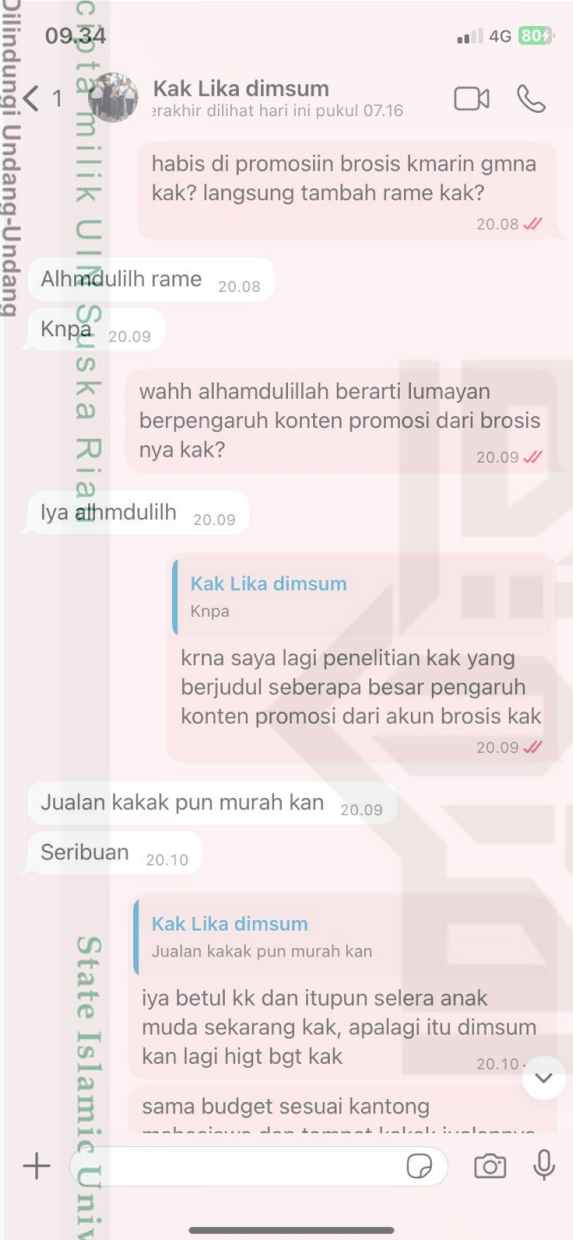 Dilindungi Undang-Undang
cipta milik UIN Suska Riau
State Islamic Univ
09.34
4G 80
1
Kak Lika dimsum
erakhir dilihat hari ini pukul 07.16
habis di promosiin brosis kmarin gmna
kak? langsung tambah rame kak?
20.08
Alhmdulilh rame 20.08
Knpa 20.09
wahh alhamdulillah berarti lumayan
berpengaruh konten promosi dari brosis
nya kak?
20.09
Iya alhmdulilh 20.09
Kak Lika dimsum
Knpa
krna saya lagi penelitian kak yang
berjudul seberapa besar pengaruh
konten promosi dari akun brosis kak
20.09
Jualan kakak pun murah kan 20.09
Seribuan 20.10
Kak Lika dimsum
Jualan kakak pun murah kan
iya betul kk dan itupun selera anak
muda sekarang kak, apalagi itu dimsum
kan lagi higt bgt kak
20.10
sama budget sesuai kantong